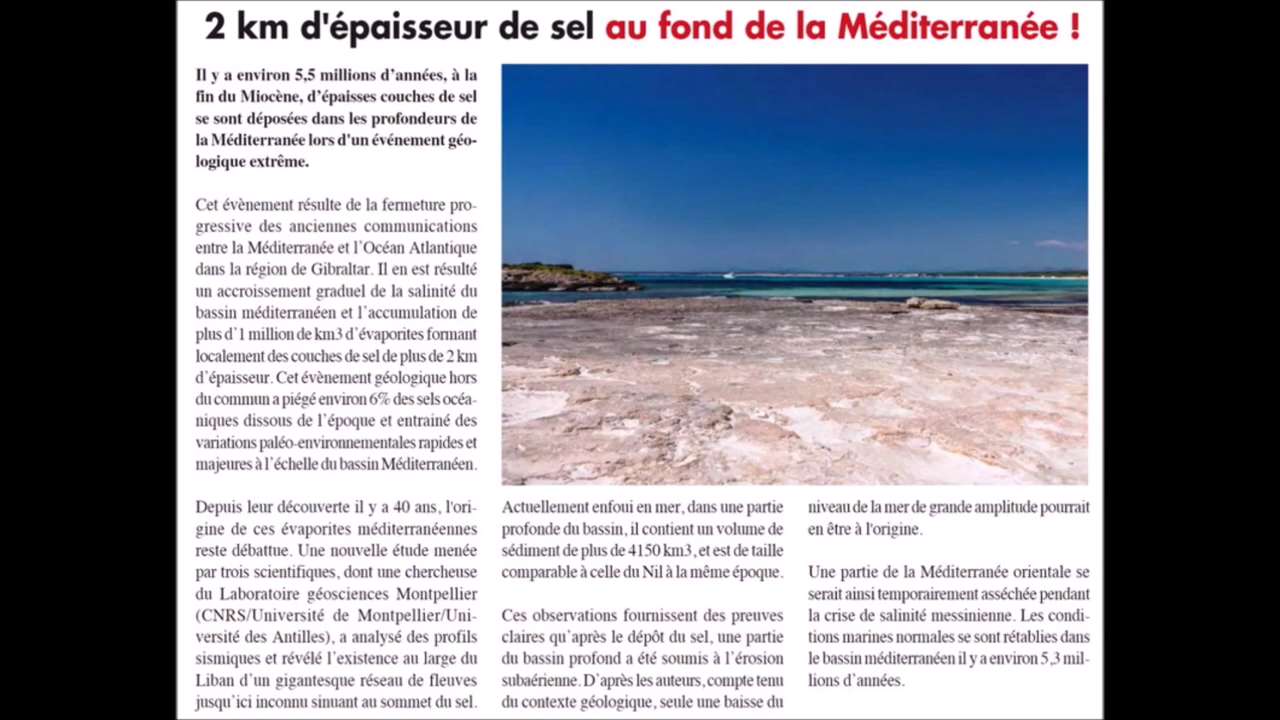 2 km d'épaisseur de sel au fond de la Méditerranée !
Il y a environ 5,5 millions d’années, à la
fin du Miocène, d’épaisses couches de sel
se sont déposées dans les profondeurs de
la Méditerranée lors d'un événement géo-
logique extrême.
Cet évènement résulte de la fermeture pro-
gressive des anciennes communications
entre la Méditerranée et l’Océan Atlantique
dans la région de Gibraltar. Il en est résulté
un accroissement graduel de la salinité du
bassin méditerranéen et l’accumulation de
plus d’1 million de km3 d’évaporites formant
localement des couches de sel de plus de 2 km
d’épaisseur. Cet évènement géologique hors
du commun a piégé environ 6% des sels océa-
niques dissous de l’époque et entrainé des
variations paléo-environnementales rapides et
majeures à l’échelle du bassin Méditerranéen.
Depuis leur découverte il y a 40 ans, l'ori-
gine de ces évaporites méditerranéennes
reste débattue. Une nouvelle étude menée
par trois scientifiques, dont une chercheuse
du Laboratoire géosciences Montpellier
(CNRS/Université de Montpellier/Uni-
versité des Antilles), a analysé des profils
sismiques et révélé l’existence au large du
Liban d’un gigantesque réseau de fleuves
jusqu’ici inconnu sinuant au sommet du sel.
Actuellement enfoui en mer, dans une partie
profonde du bassin, il contient un volume de
sédiment de plus de 4150 km3, et est de taille
comparable à celle du Nil à la même époque.
Ces observations fournissent des preuves
claires qu’après le dépôt du sel, une partie
du bassin profond a été soumis à l’érosion
subaérienne. D’après les auteurs, compte tenu
du contexte géologique, seule une baisse du
niveau de la mer de grande amplitude pourrait
en être à l'origine.
Une partie de la Méditerranée orientale se
serait ainsi temporairement asséchée pendant
la crise de salinité messinienne. Les condi-
tions marines normales se sont rétablies dans
le bassin méditerranéen il y a environ 5,3 mil-
lions d’années.